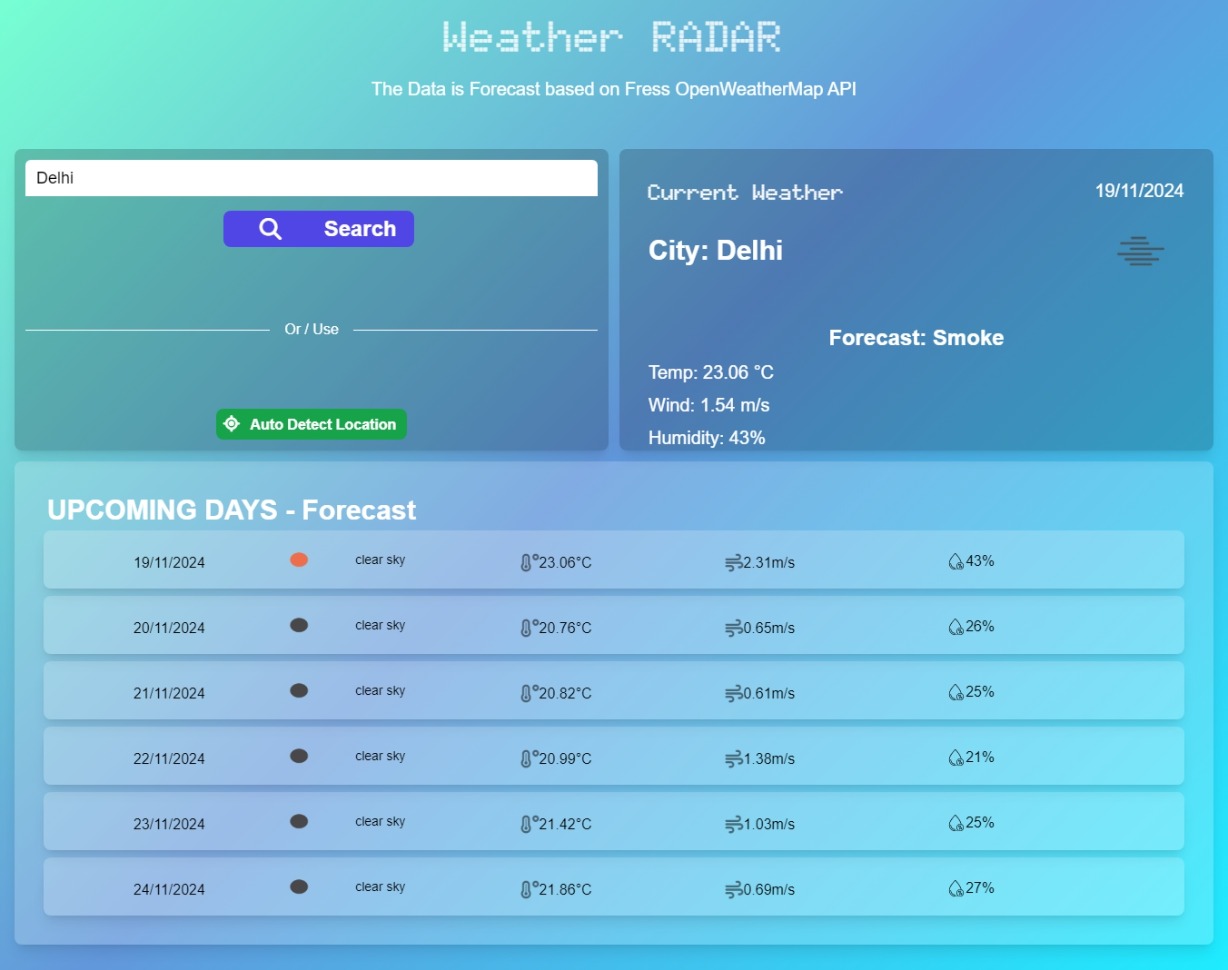 Weather RADAR
The Data is Forecast based on Fress OpenWeatherMap API
Delhi
Search
Or / Use
Auto Detect Location
Current Weather 19/11/2024
City: Delhi
Forecast: Smoke
Temp: 23.06 °C
Wind: 1.54 m/s
Humidity: 43%
UPCOMING DAYS - Forecast
19/11/2024 clear sky 23.06°C 2.31m/s 43%
20/11/2024 clear sky 20.76°C 0.65m/s 26%
21/11/2024 clear sky 20.82°C 0.61m/s 25%
22/11/2024 clear sky 20.99°C 1.38m/s 21%
23/11/2024 clear sky 21.42°C 1.03m/s 25%
24/11/2024 clear sky 21.86°C 0.69m/s 27%